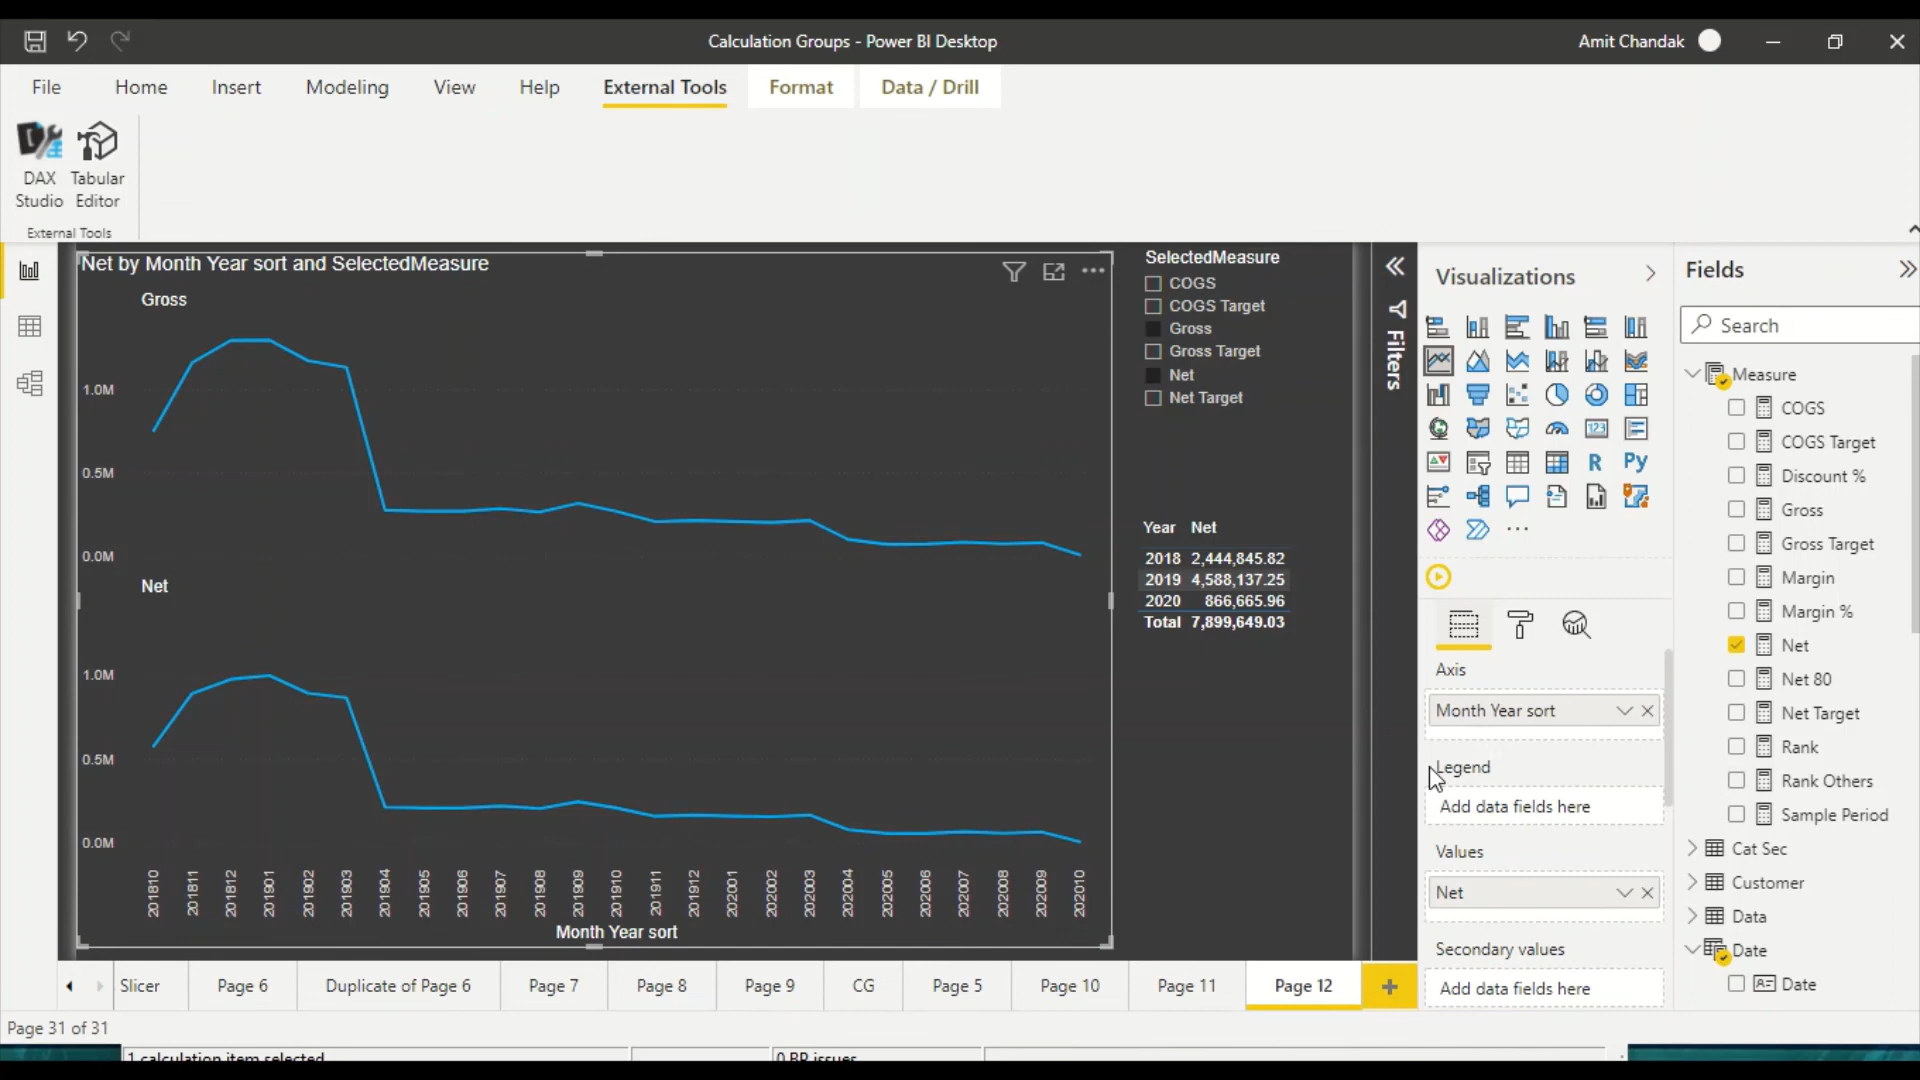 Calculation Groups - Power BI Desktop
Amit Chandak
File
Home
Insert
Modeling
View
Help
External Tools
Format
Data / Drill
DAX
Studio
Tabular
Editor
External Tools
Net by Month Year sort and SelectedMeasure
Gross
1.0M
0.5M
0.0M
Net
1.0M
0.5M
0.0M
201810
201811
201812
201901
201902
201903
201904
201905
201906
201907
201908
201909
201910
201911
201912
202001
202002
202003
202004
202005
202006
202007
202008
202009
202010
Month Year sort
SelectedMeasure
COGS
COGS Target
Gross
Gross Target
Net
Net Target
Year Net
2018 2,444,845.82
2019 4,588,137.25
2020 866,665.96
Total 7,899,649.03
Filters
Visualizations
123
R
Py
Axis
Month Year sort
Legend
Add data fields here
Values
Net
Secondary values
Add data fields here
Fields
Search
Measure
COGS
COGS Target
Discount %
Gross
Gross Target
Margin
Margin %
Net
Net 80
Net Target
Rank
Rank Others
Sample Period
Cat Sec
Customer
Data
Date
Date
Slicer
Page 6
Duplicate of Page 6
Page 7
Page 8
Page 9
CG
Page 5
Page 10
Page 11
Page 12
Page 31 of 31
1 calculation item selected
0 BP issues